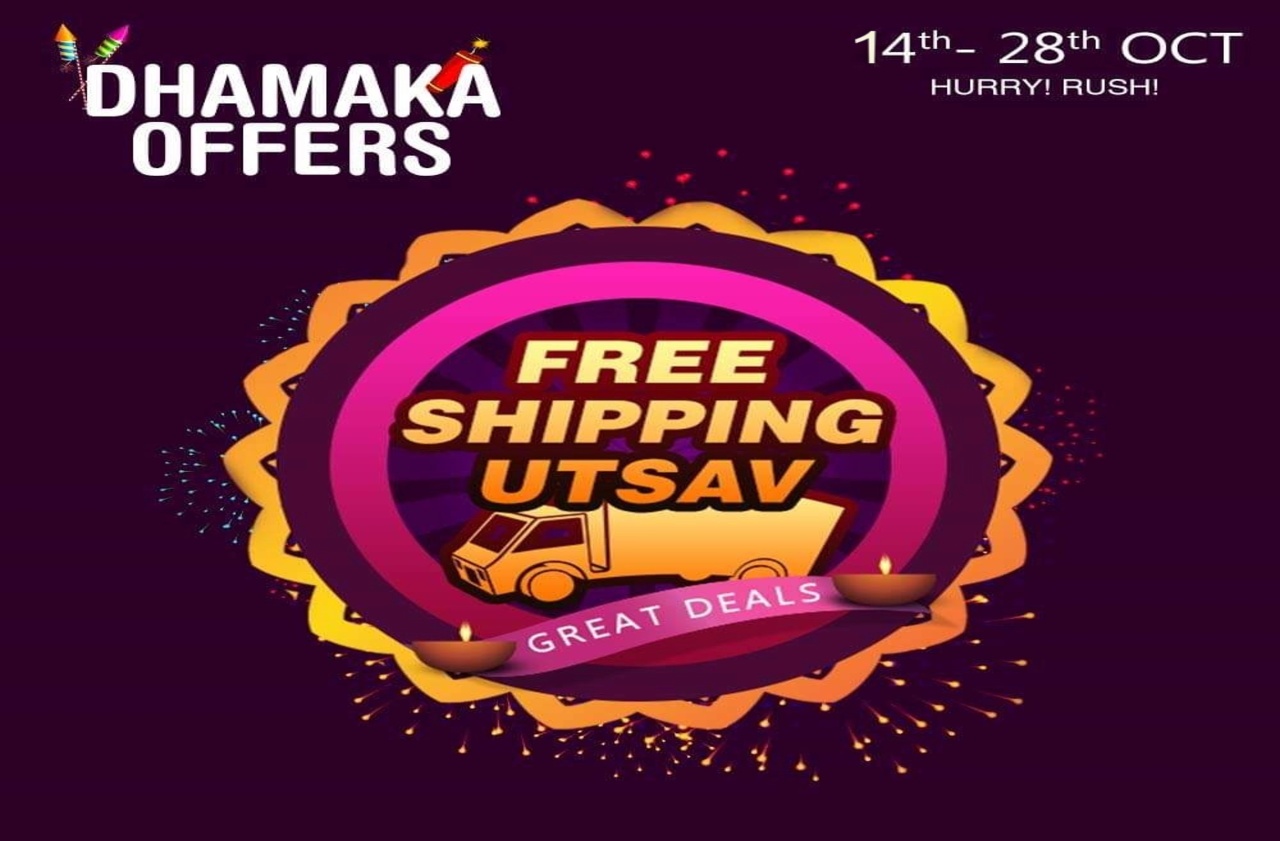 DHAMAKA
OFFERS
14th- 28th OCT
HURRY! RUSH!
FREE
SHIPPING
UTSAV
GREAT DEALS